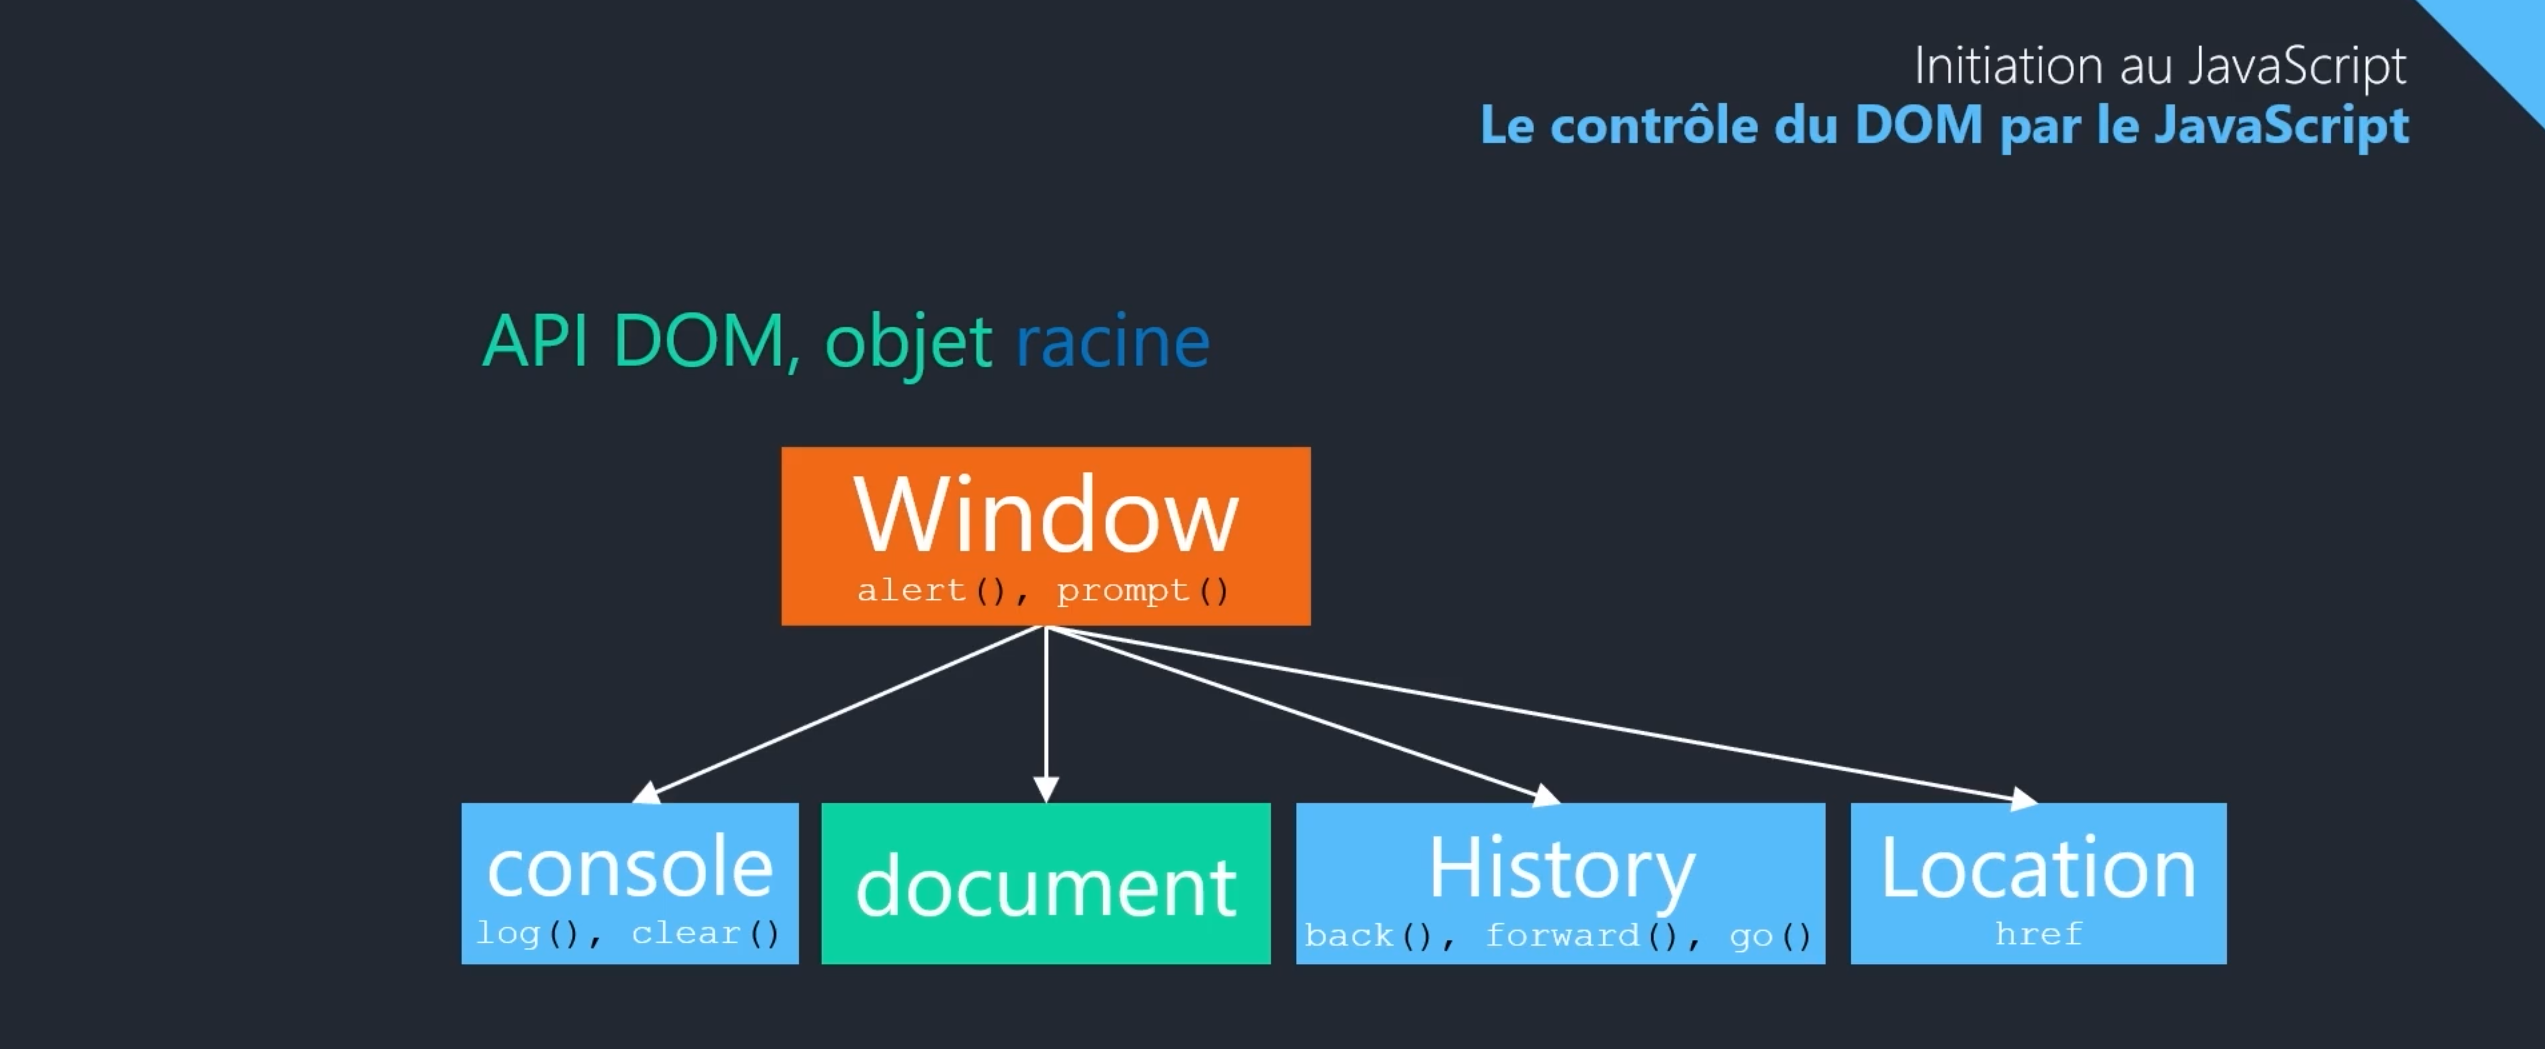 Initiation au JavaScript
Le contrôle du DOM par le JavaScript
API DOM, objet racine
Window
alert(), prompt()
console
log(), clear()
document
History
back(), forward(), go()
Location
href